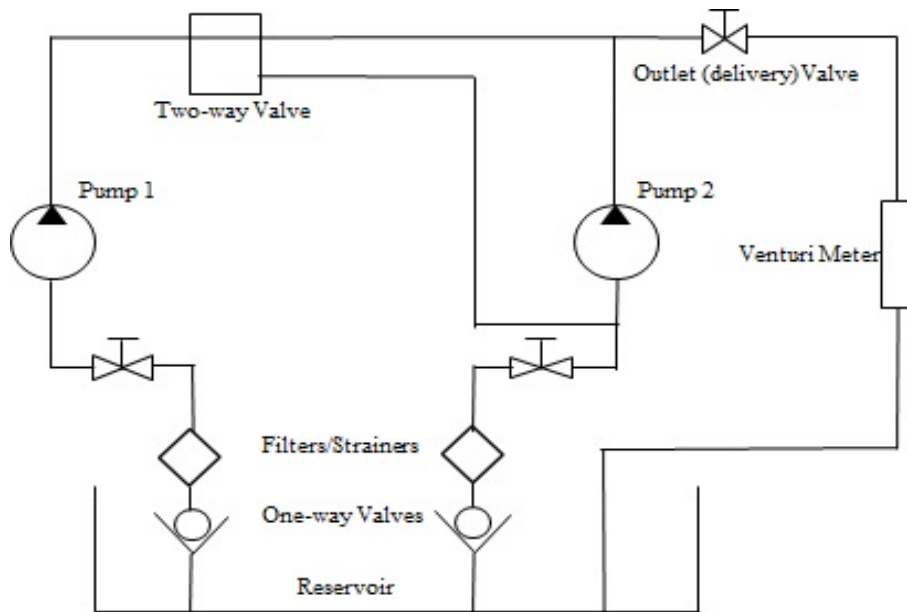 Outlet (delivery) Valve
Two-way Valve
Pump 1
Pump 2
Venturi Meter
Filters/Strainers
One-way Valves
Reservoir